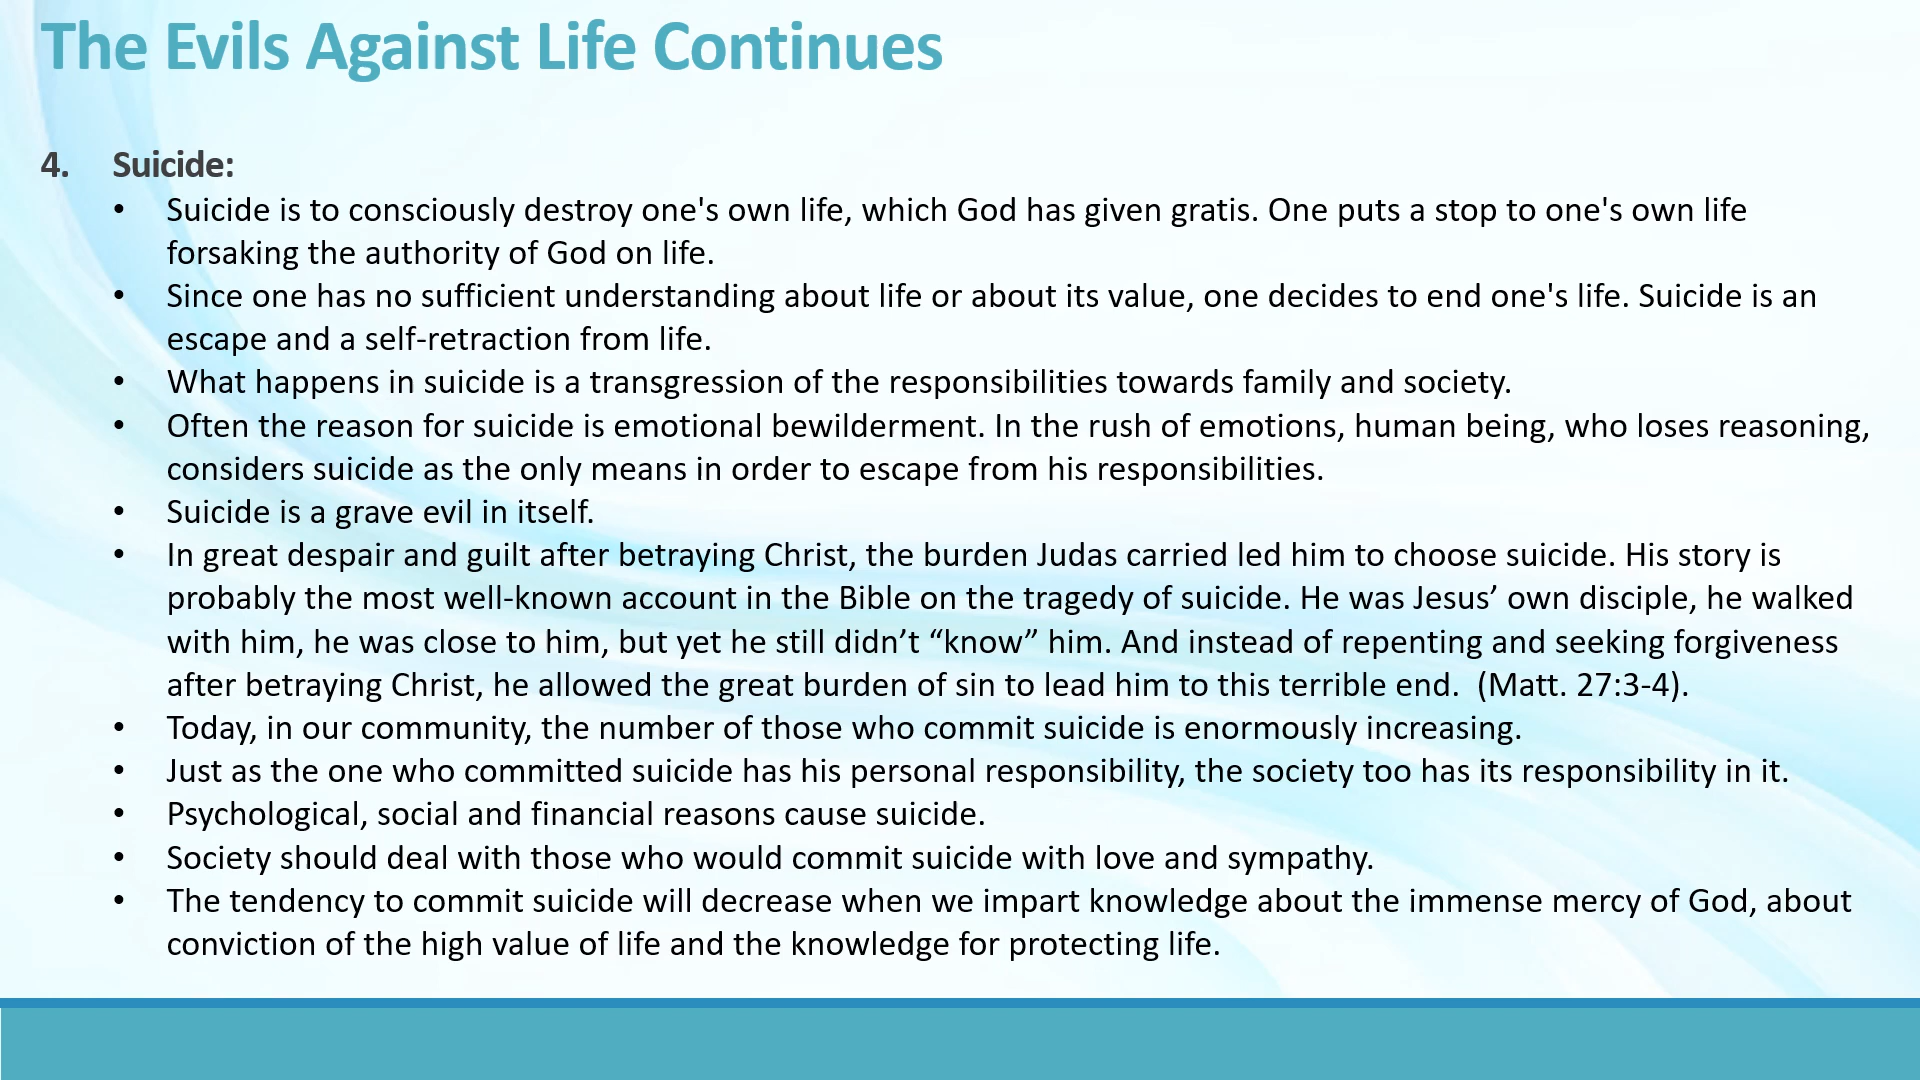 The Evils Against Life Continues
4. Suicide:
• Suicide is to consciously destroy one's own life, which God has given gratis. One puts a stop to one's own life
forsaking the authority of God on life.
• Since one has no sufficient understanding about life or about its value, one decides to end one's life. Suicide is an
escape and a self-retraction from life.
• What happens in suicide is a transgression of the responsibilities towards family and society.
• Often the reason for suicide is emotional bewilderment. In the rush of emotions, human being, who loses reasoning,
considers suicide as the only means in order to escape from his responsibilities.
• Suicide is a grave evil in itself.
• In great despair and guilt after betraying Christ, the burden Judas carried led him to choose suicide. His story is
probably the most well-known account in the Bible on the tragedy of suicide. He was Jesus’ own disciple, he walked
with him, he was close to him, but yet he still didn’t “know” him. And instead of repenting and seeking forgiveness
after betraying Christ, he allowed the great burden of sin to lead him to this terrible end.  (Matt. 27:3-4).
• Today, in our community, the number of those who commit suicide is enormously increasing.
• Just as the one who committed suicide has his personal responsibility, the society too has its responsibility in it.
• Psychological, social and financial reasons cause suicide.
• Society should deal with those who would commit suicide with love and sympathy.
• The tendency to commit suicide will decrease when we impart knowledge about the immense mercy of God, about
conviction of the high value of life and the knowledge for protecting life.